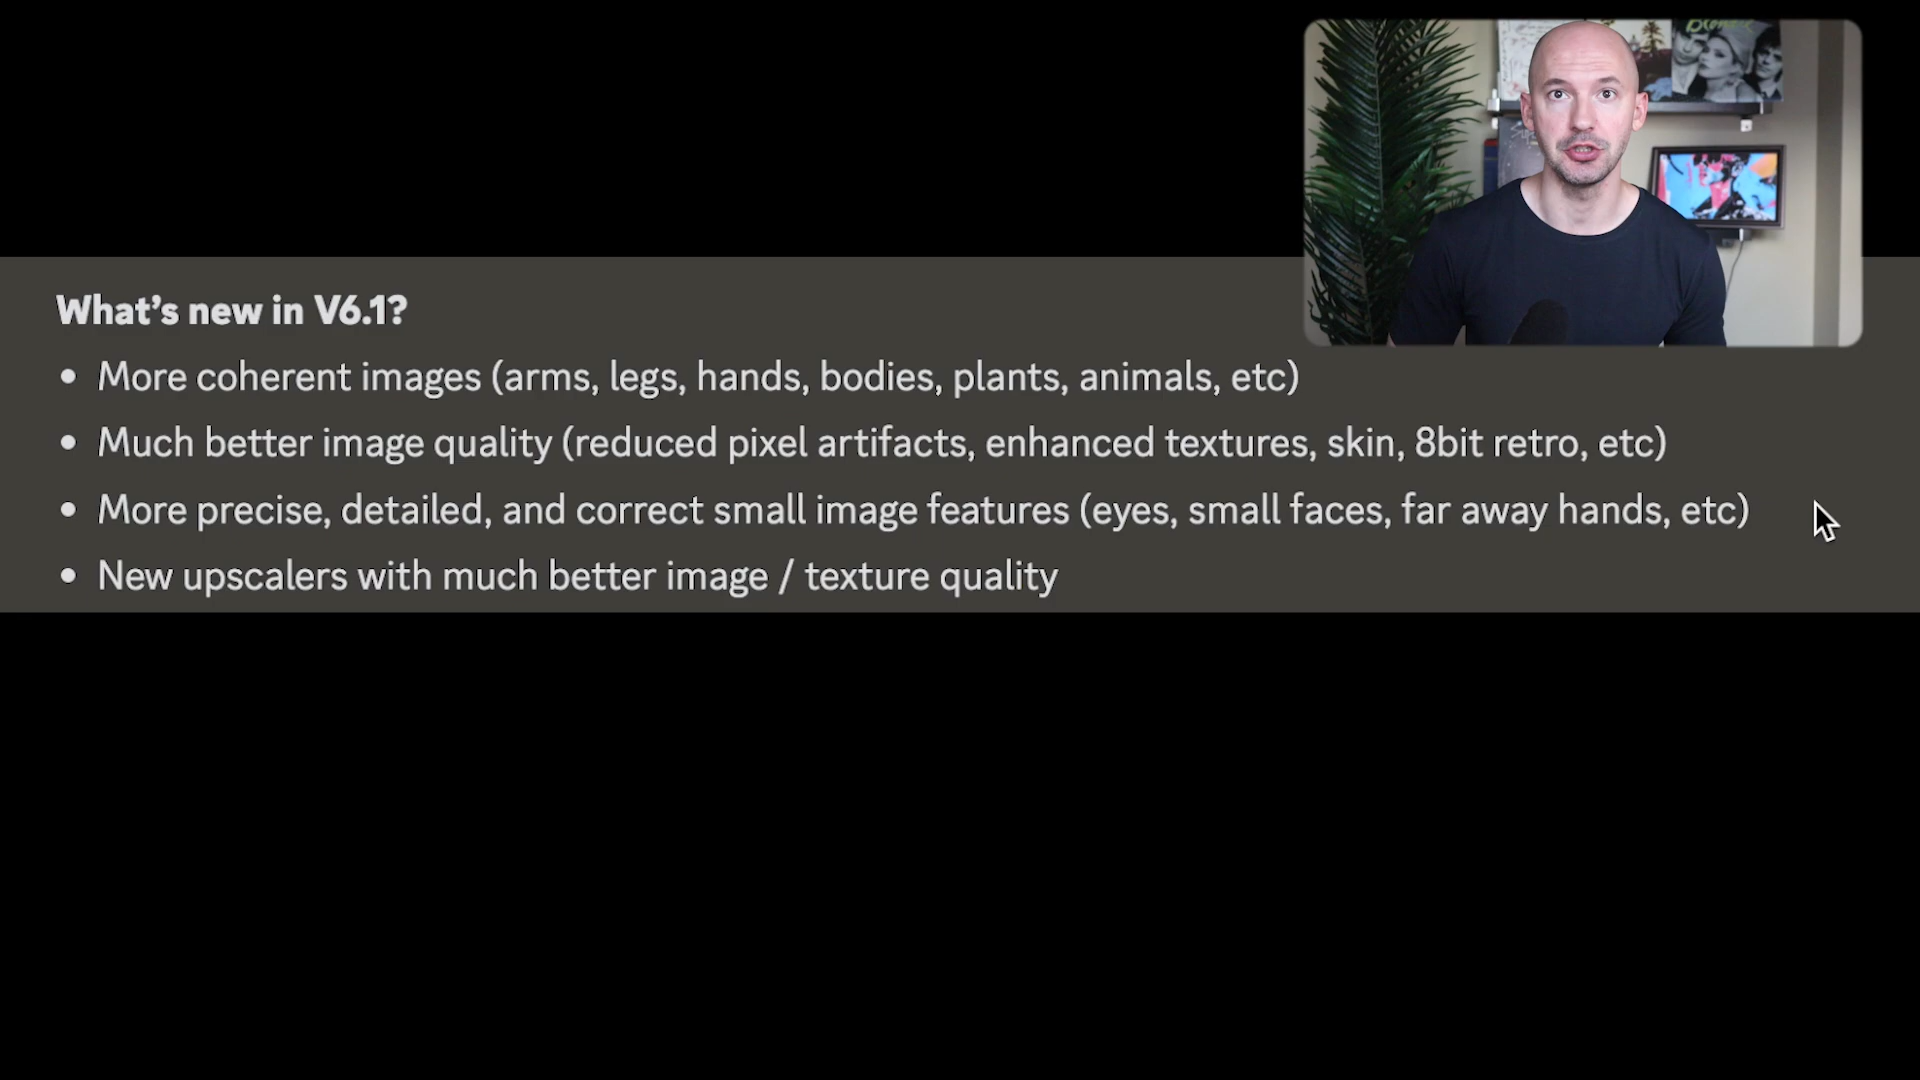 What's new in V6.1?
• More coherent images (arms, legs, hands, bodies, plants, animals, etc)
• Much better image quality (reduced pixel artifacts, enhanced textures, skin, 8bit retro, etc)
• More precise, detailed, and correct small image features (eyes, small faces, far away hands, etc)
• New upscalers with much better image / texture quality